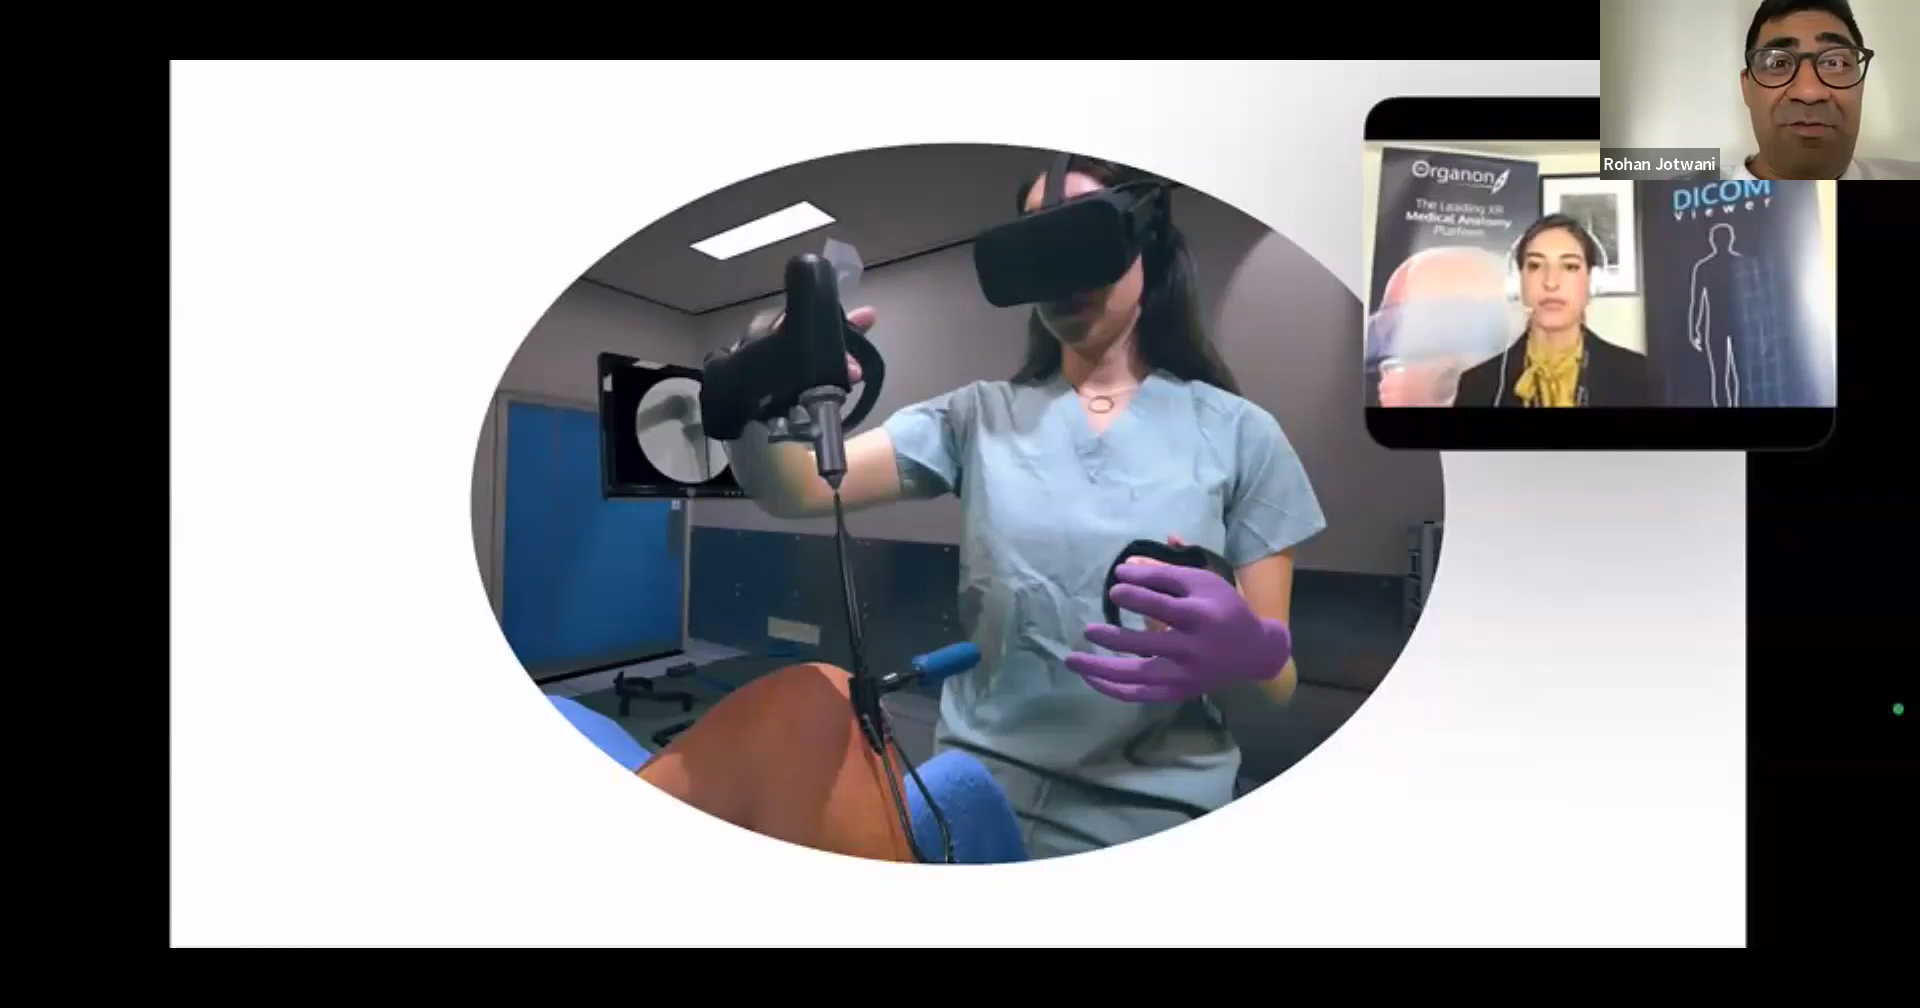 Organon
The Leading XR
Medical Anatomy
Platform
DICOM
viewer
Rohan Jotwani